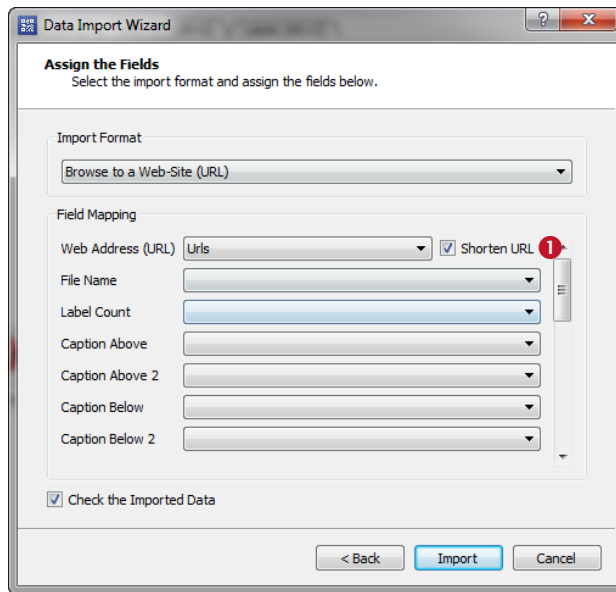 Data Import Wizard
?
X
Assign the Fields
Select the import format and assign the fields below.
Import Format
Browse to a Web-Site (URL)
Field Mapping
Web Address (URL) Urls Shorten URL 1
File Name
Label Count
Caption Above
Caption Above 2
Caption Below
Caption Below 2
Check the Imported Data
< Back Import Cancel